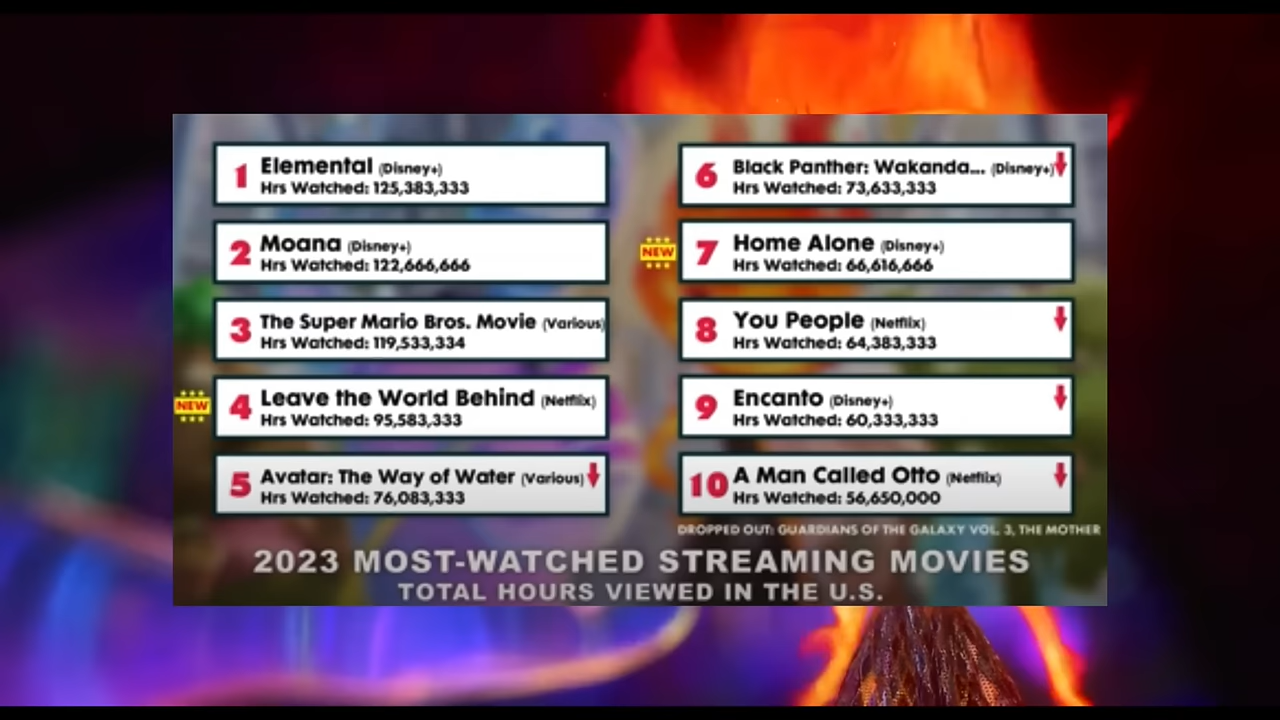 1 Elemental (Disney+)
Hrs Watched: 125,383,333
2 Moana (Disney+)
Hrs Watched: 122,666,666
3 The Super Mario Bros. Movie (Various)
Hrs Watched: 119,533,334
NEW
4 Leave the World Behind (Netflix)
Hrs Watched: 95,583,333
5 Avatar: The Way of Water (Various)
Hrs Watched: 76,083,333
6 Black Panther: Wakanda... (Disney+)
Hrs Watched: 73,633,333
NEW
7 Home Alone (Disney+)
Hrs Watched: 66,616,666
8 You People (Netflix)
Hrs Watched: 64,383,333
9 Encanto (Disney+)
Hrs Watched: 60,333,333
10 A Man Called Otto (Netflix)
Hrs Watched: 56,650,000
DROPPED OUT: GUARDIANS OF THE GALAXY VOL. 3, THE MOTHER
2023 MOST-WATCHED STREAMING MOVIES
TOTAL HOURS VIEWED IN THE U.S.